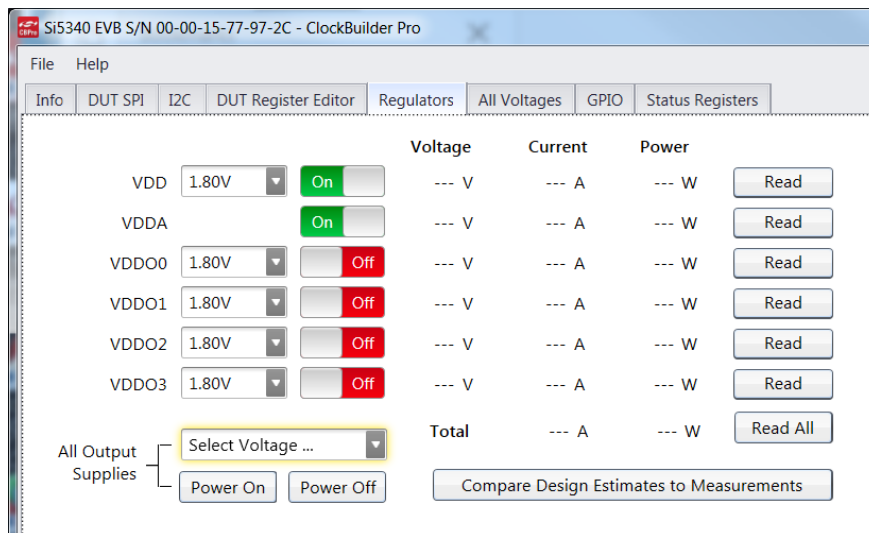 CBPro Si5340 EVB S/N 00-00-15-77-97-2C - ClockBuilder Pro
File Help
Info DUT SPI I2C DUT Register Editor Regulators All Voltages GPIO Status Registers
Voltage Current Power
VDD 1.80V On --- V --- A --- W Read
VDDA On --- V --- A --- W Read
VDDO0 1.80V Off --- V --- A --- W Read
VDDO1 1.80V Off --- V --- A --- W Read
VDDO2 1.80V Off --- V --- A --- W Read
VDDO3 1.80V Off --- V --- A --- W Read
Total --- A --- W Read All
All Output
Supplies
Select Voltage ...
Power On Power Off
Compare Design Estimates to Measurements